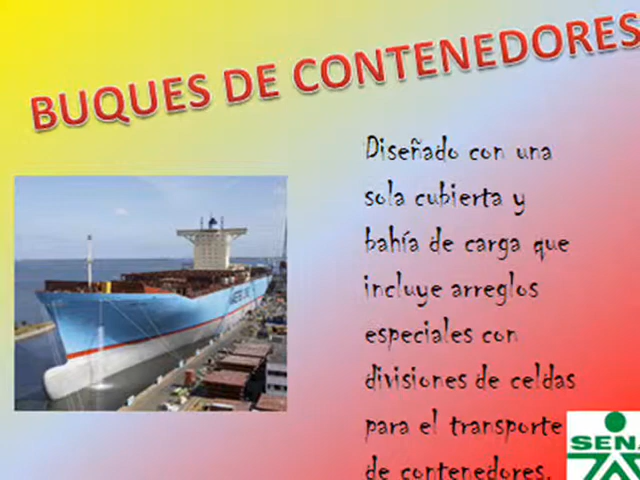 BUQUES DE CONTENEDORES
Diseñado con una
sola cubierta y
bahía de carga que
incluye arreglos
especiales con
divisiones de celdas
para el transporte
de contenedores.
SENA